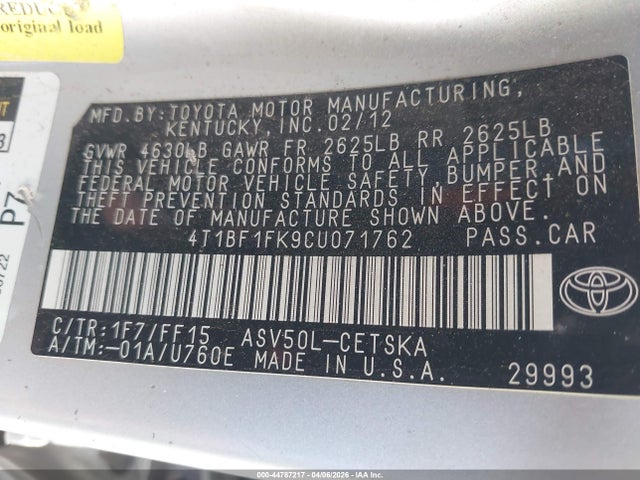 REDUC
original load
MFD.BY:TOYOTA MOTOR MANUFACTURING,
KENTUCKY,INC.02/12
GVWR 4630LB GAWR FR 2625LB RR 2625LB
THIS VEHICLE CONFORMS TO ALL APPLICABLE
FEDERAL MOTOR VEHICLE SAFETY BUMPER,AND
THEFT PREVENTION STANDARDS IN EFFECT ON
THE DATE OF MANUFACTURE SHOWN ABOVE.
4T1BF1FK9CU071762 PASS.CAR
C/TR:1F7/FF15 ASV50L-CETSKA
A/TM:-01A/U760E MADE IN U.S.A.
29993
TOYOTA
P7
000-44787217 - 04/06/2026 - IAA Inc.